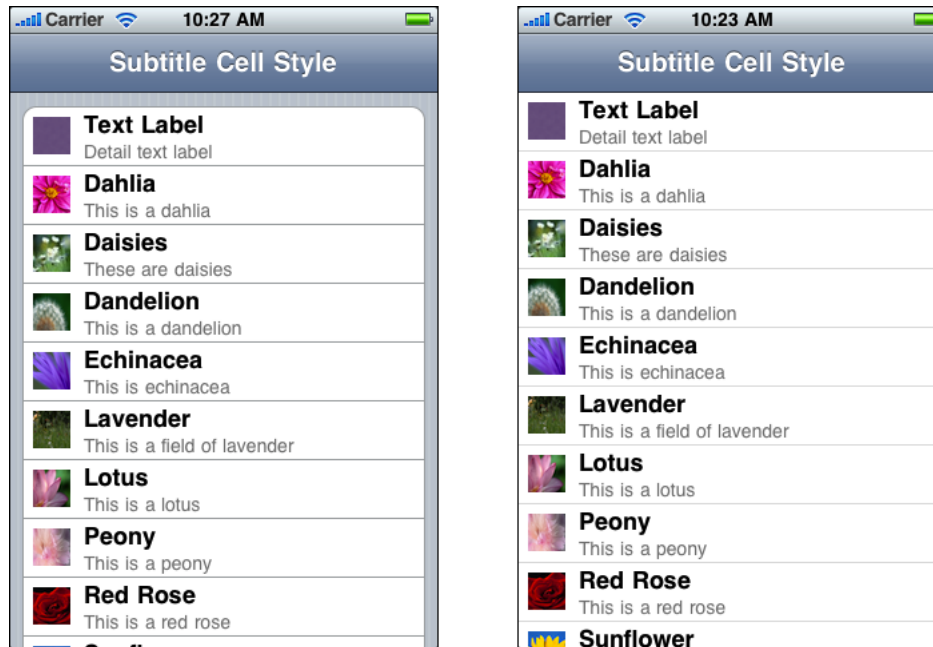 Carrier 10:27 AM
Subtitle Cell Style
Text Label
Detail text label
Dahlia
This is a dahlia
Daisies
These are daisies
Dandelion
This is a dandelion
Echinacea
This is echinacea
Lavender
This is a field of lavender
Lotus
This is a lotus
Peony
This is a peony
Red Rose
This is a red rose
Carrier 10:23 AM
Subtitle Cell Style
Text Label
Detail text label
Dahlia
This is a dahlia
Daisies
These are daisies
Dandelion
This is a dandelion
Echinacea
This is echinacea
Lavender
This is a field of lavender
Lotus
This is a lotus
Peony
This is a peony
Red Rose
This is a red rose
Sunflower